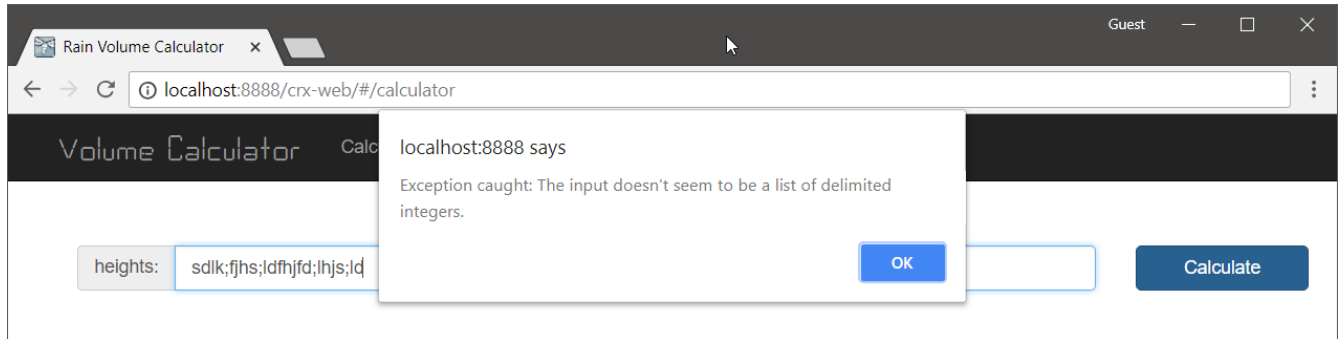 Rain Volume Calculator
Guest
localhost:8888/crx-web/#/calculator
Volume Calculator
Calc
localhost:8888 says
Exception caught: The input doesn't seem to be a list of delimited
integers.
OK
heights:
sdlk;fjhs;ldfhjfd;lhjs;ld
Calculate